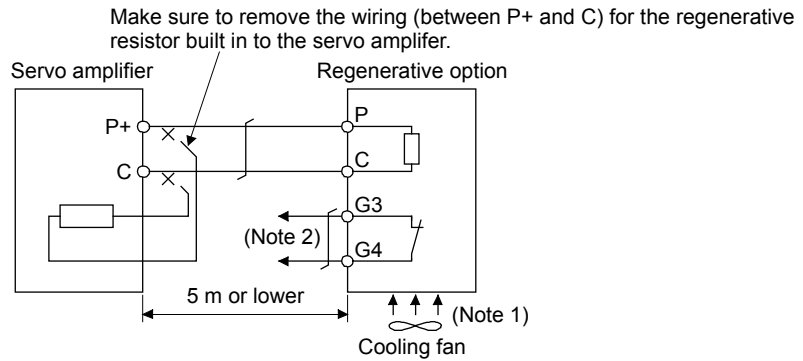 Make sure to remove the wiring (between P+ and C) for the regenerative
resistor built in to the servo amplifer.
Servo amplifier
Regenerative option
P+
P
C
C
G3
(Note 2)
G4
5 m or lower
(Note 1)
Cooling fan